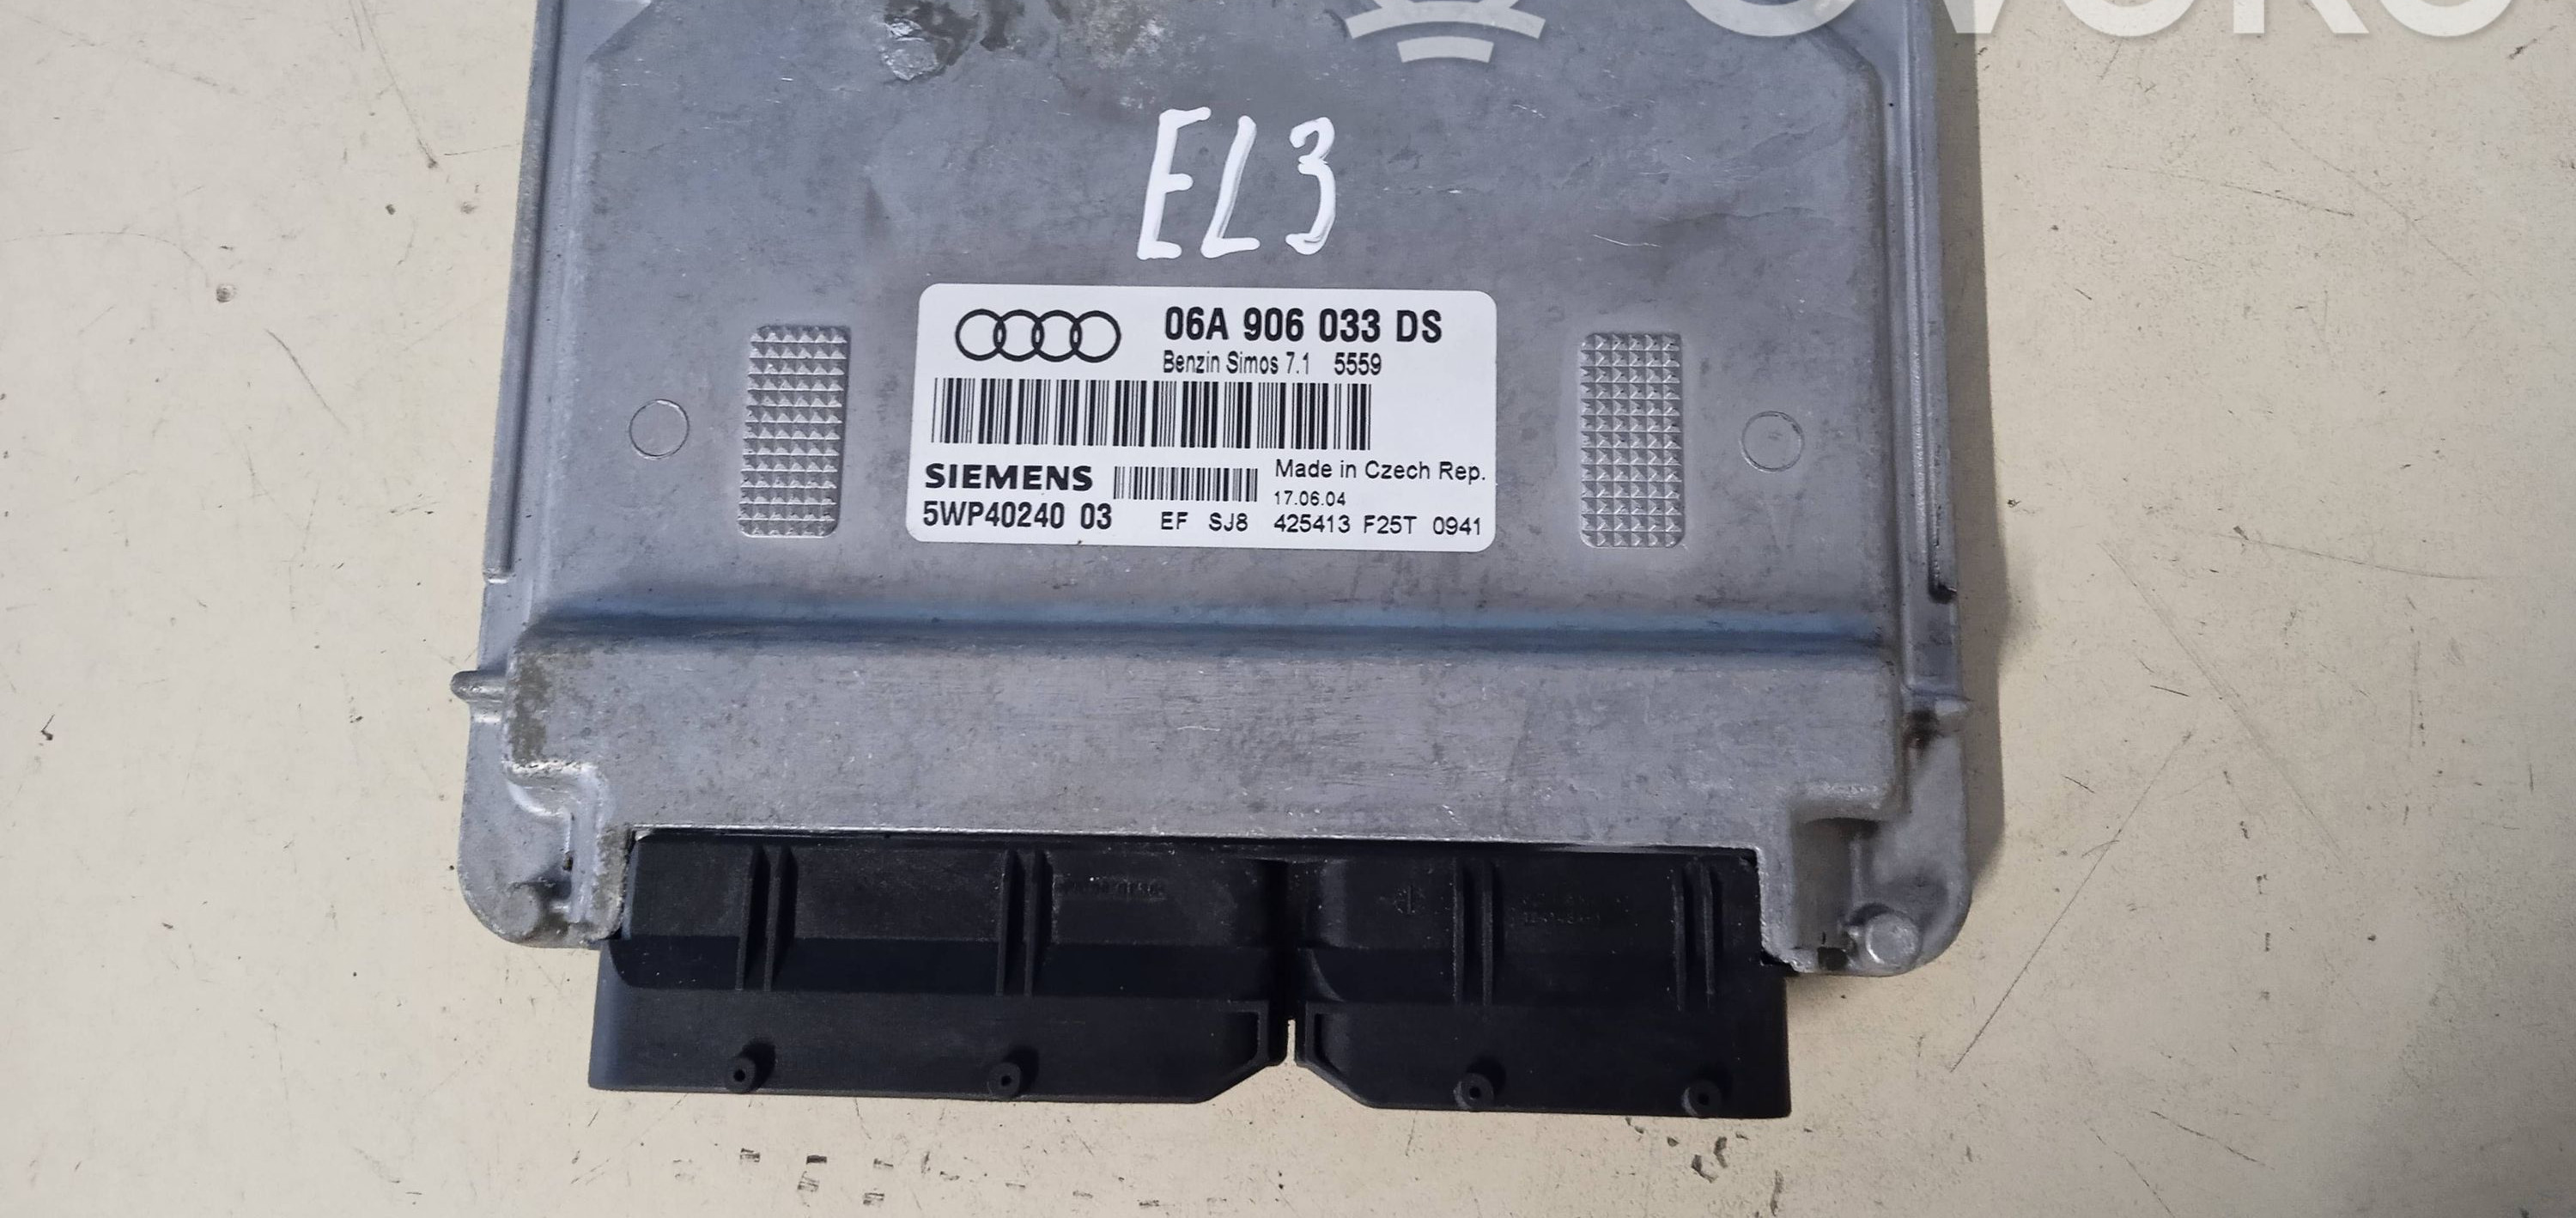 OVOKO
EL3
06A 906 033 DS
Benzin Simos 7.1 5559
SIEMENS
Made in Czech Rep.
17.06.04
5WP40240 03 EF SJ8 425413 F25T 0941